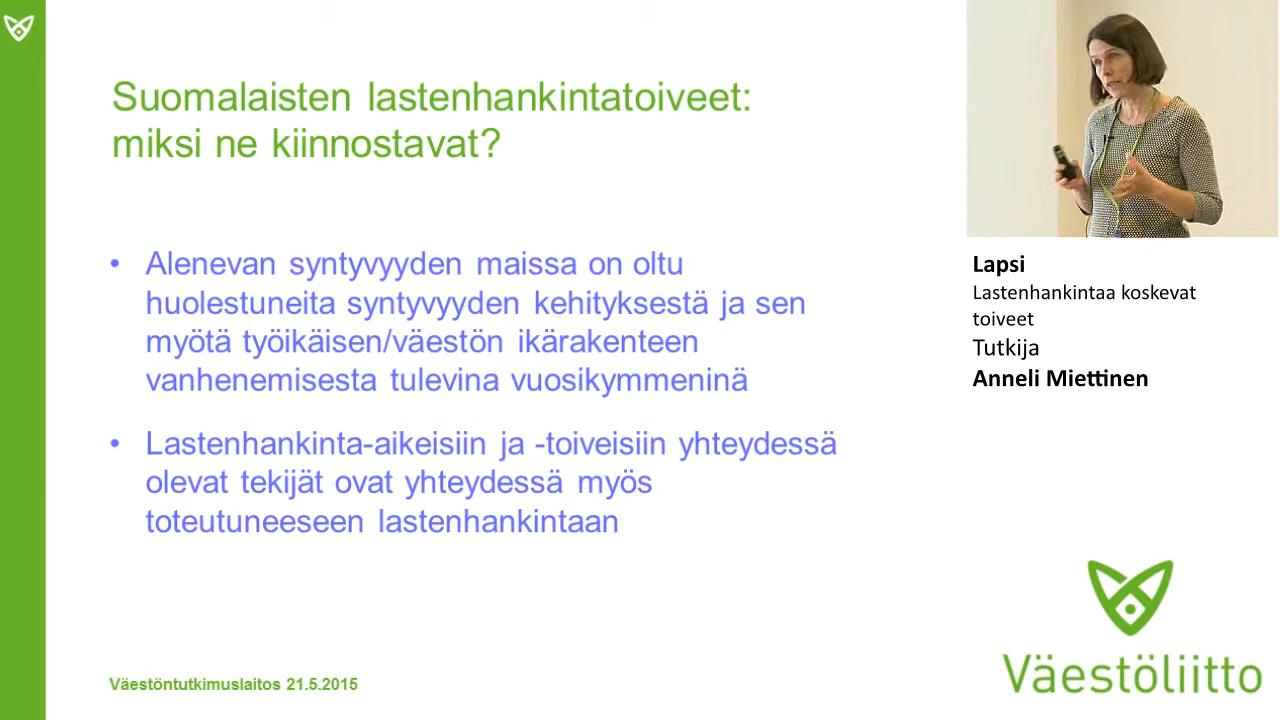 Suomalaisten lastenhankintatoiveet:
miksi ne kiinnostavat?
• Alenevan syntyvyyden maissa on oltu
huolestuneita syntyvyyden kehityksestä ja sen
myötä työikäisen/väestön ikärakenteen
vanhenemisesta tulevina vuosikymmeninä
• Lastenhankinta-aikeisiin ja -toiveisiin yhteydessä
olevat tekijät ovat yhteydessä myös
toteutuneeseen lastenhankintaan
Väestöntutkimuslaitos 21.5.2015
Lapsi
Lastenhankintaa koskevat
toiveet
Tutkija
Anneli Miettinen
Väestöliitto